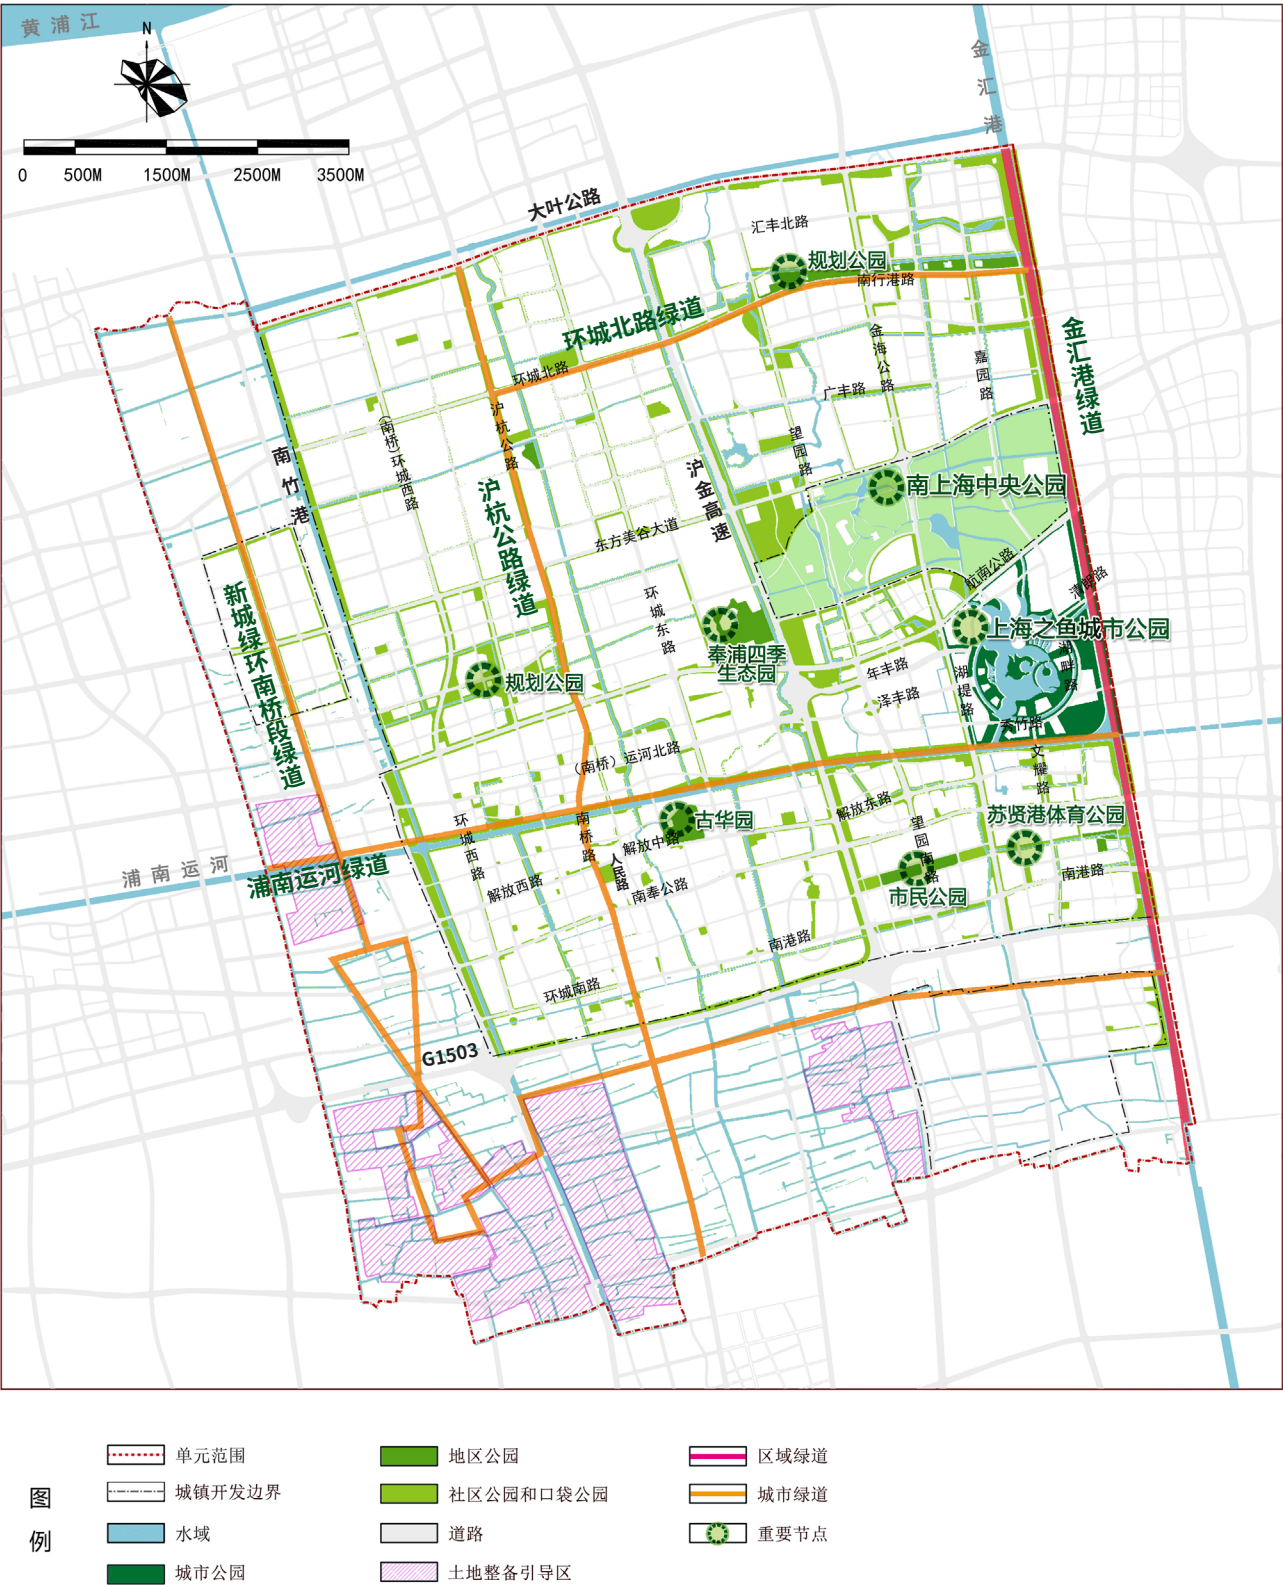 黄浦江
N
金汇港
0 500M 1500M 2500M 3500M
大叶公路
汇丰北路
规划公园
南行港路
环城北路绿道
金汇港绿道
金海公路
嘉园路
环城北路
广丰路
沪杭公路
(南桥)环城西路
望园路
南竹港
沪金高速
南上海中央公园
沪杭公路绿道
东方美谷大道
航南公路
清晖路
新城绿环南桥段绿道
环城东路
上海之鱼城市公园
奉浦四季
生态园
年丰路
湖堤路
湖畔路
规划公园
泽丰路
秀竹路
(南桥)运河北路
文耀路
古华园
解放东路
苏贤港体育公园
环城西路
南桥路
望园南路
解放中路
人民路
浦南运河
浦南运河绿道
解放西路
南奉公路
市民公园
南港路
南港路
环城南路
G1503
图例
单元范围
城镇开发边界
水域
城市公园
地区公园
社区公园和口袋公园
道路
土地整备引导区
区域绿道
城市绿道
重要节点